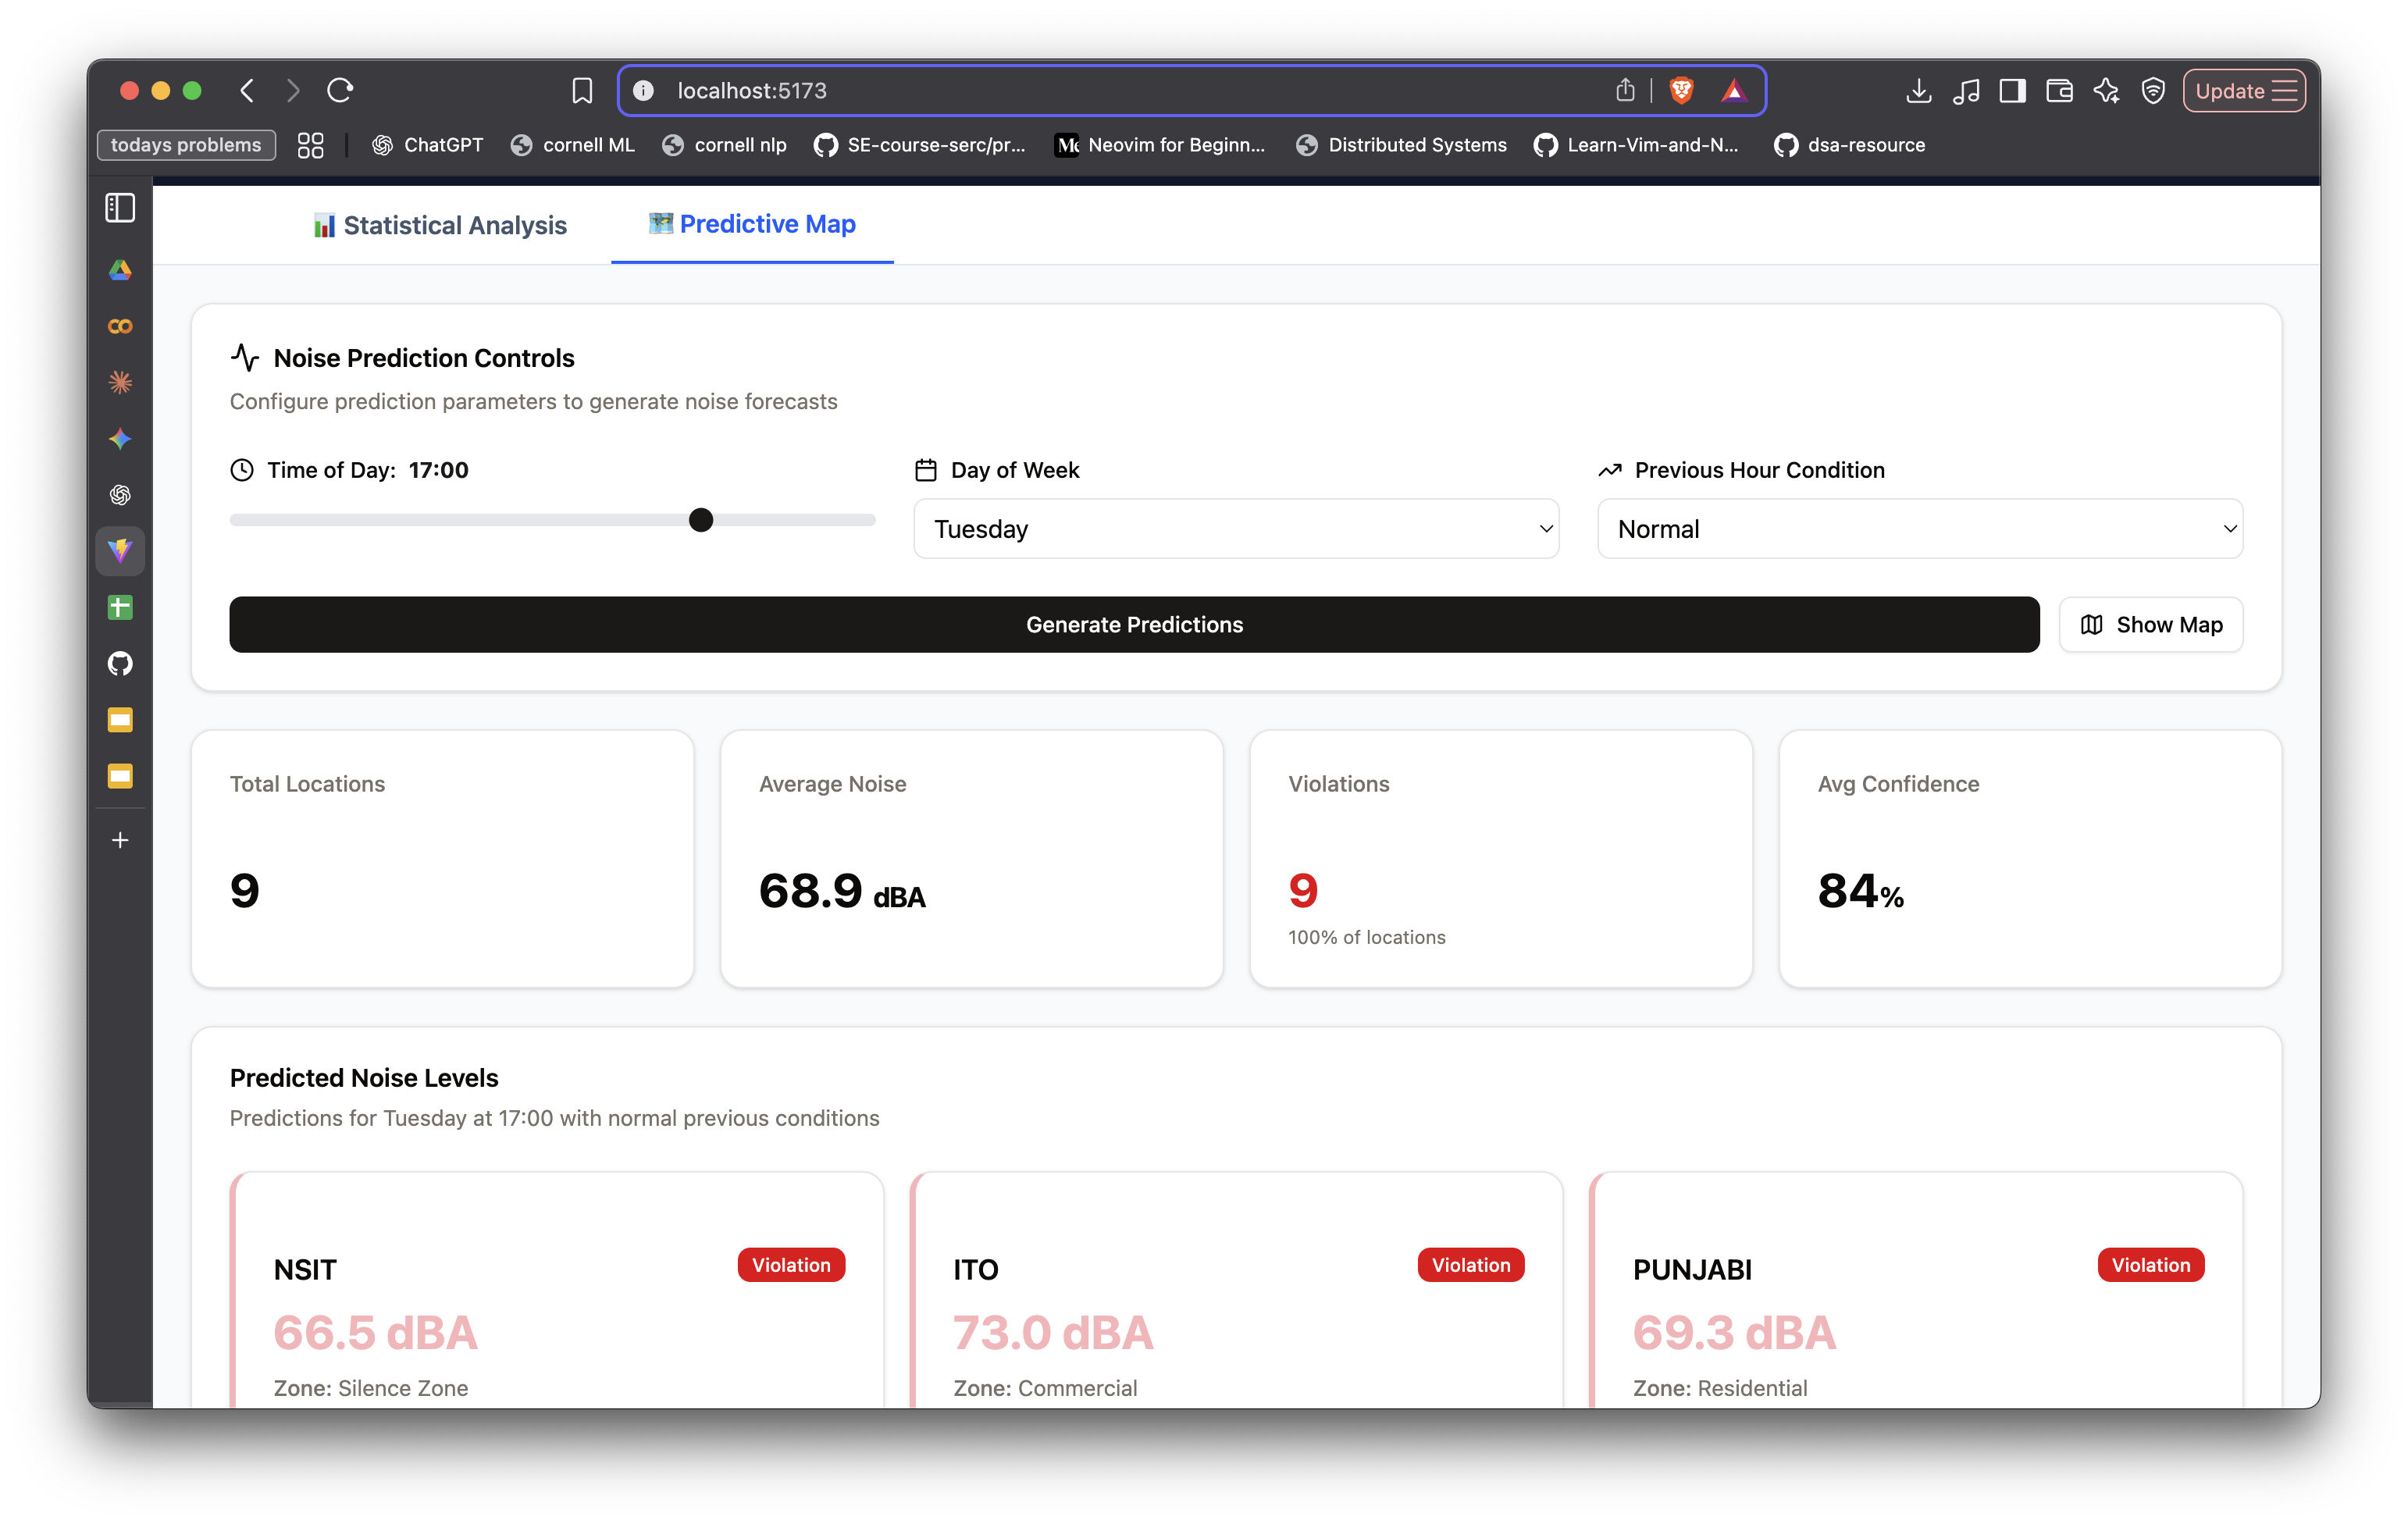 localhost:5173
Update
todays problems
ChatGPT
cornell ML
cornell nlp
SE-course-serc/pr...
Neovim for Beginn...
Distributed Systems
Learn-Vim-and-N...
dsa-resource
Statistical Analysis
Predictive Map
Noise Prediction Controls
Configure prediction parameters to generate noise forecasts
Time of Day: 17:00
Day of Week
Previous Hour Condition
Tuesday
Normal
Generate Predictions
Show Map
Total Locations
Average Noise
Violations
Avg Confidence
9
68.9 dBA
9
84%
100% of locations
Predicted Noise Levels
Predictions for Tuesday at 17:00 with normal previous conditions
NSIT
Violation
66.5 dBA
Zone: Silence Zone
ITO
Violation
73.0 dBA
Zone: Commercial
PUNJABI
Violation
69.3 dBA
Zone: Residential